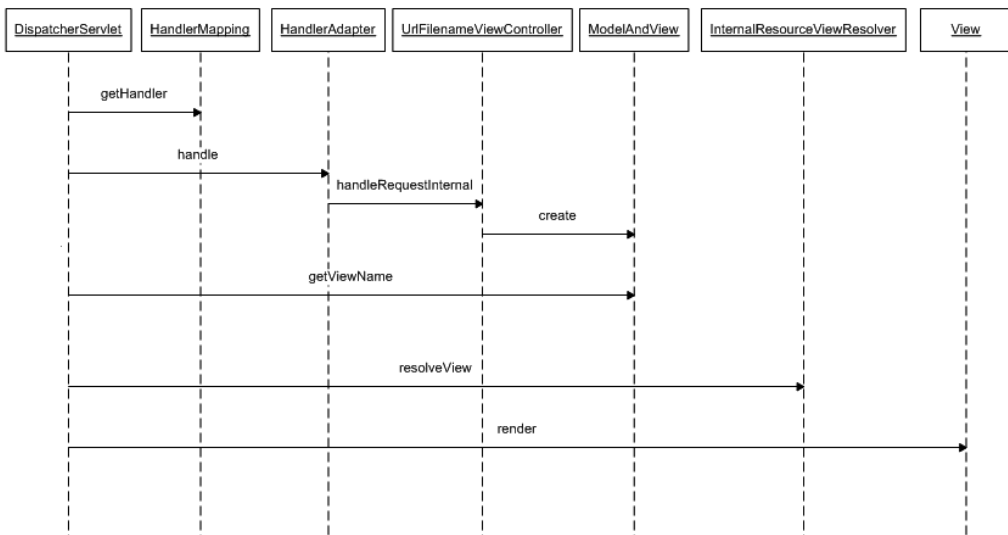 DispatcherServlet HandlerMapping HandlerAdapter UrlFilenameViewController ModelAndView InternalResourceViewResolver View
getHandler
handle
handleRequestInternal
create
getViewName
resolveView
render